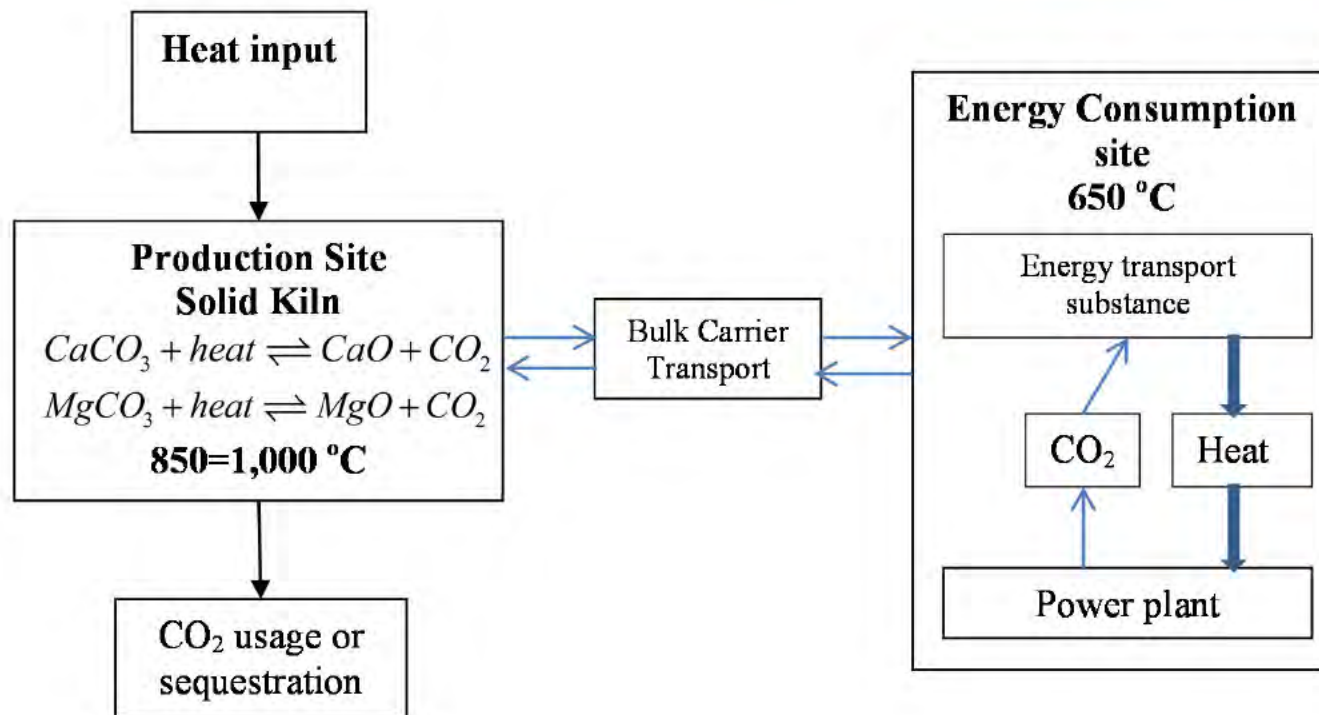 Heat input
Production Site
Solid Kiln
CaCO₃ + heat ⇌ CaO + CO₂
MgCO₃ + heat ⇌ MgO + CO₂
850=1,000 °C
CO₂ usage or
sequestration
Bulk Carrier
Transport
Energy Consumption
site
650 °C
Energy transport
substance
CO₂
Heat
Power plant